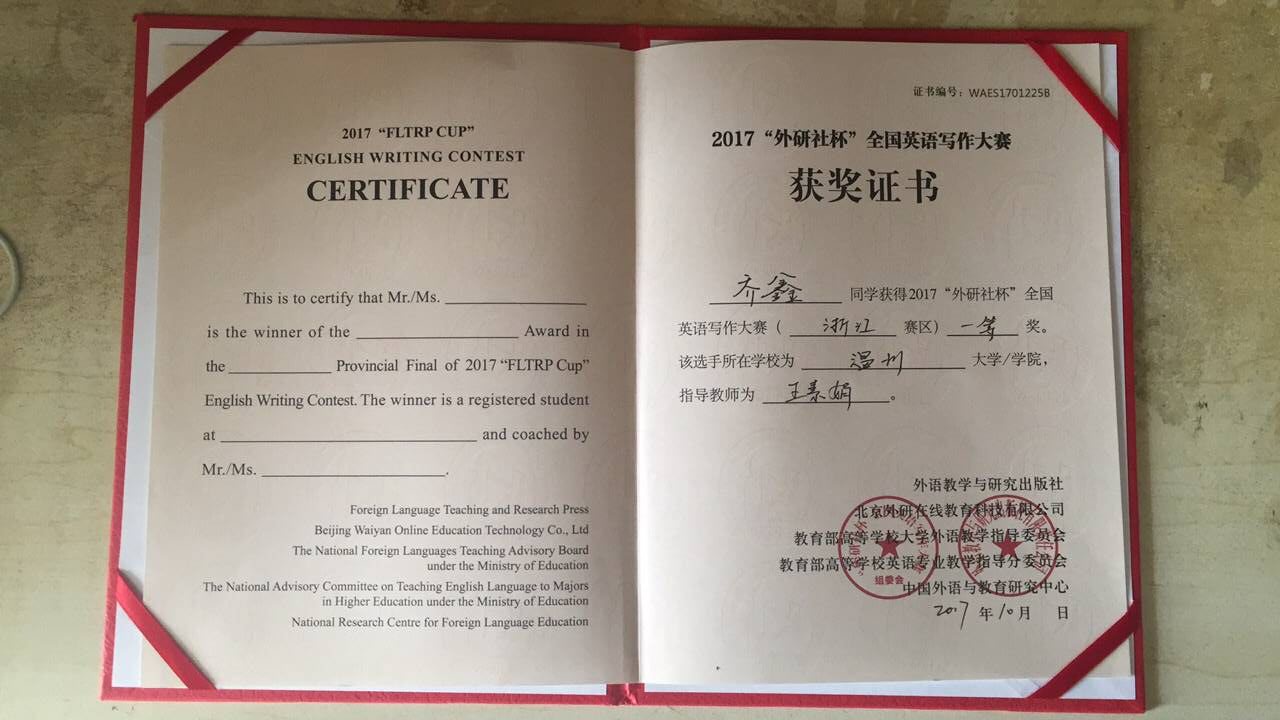 2017 “FLTRP CUP”
ENGLISH WRITING CONTEST
CERTIFICATE
This is to certify that Mr./Ms. ____________
is the winner of the ____________ Award in
the ____________ Provincial Final of 2017 “FLTRP Cup”
English Writing Contest. The winner is a registered student
at ____________ and coached by
Mr./Ms. ____________.
Foreign Language Teaching and Research Press
Beijing Waiyan Online Education Technology Co., Ltd
The National Foreign Languages Teaching Advisory Board
under the Ministry of Education
The National Advisory Committee on Teaching English Language to Majors
in Higher Education under the Ministry of Education
National Research Centre for Foreign Language Education
证书编号：WAES1701225B
2017“外研社杯”全国英语写作大赛
获奖证书
齐鑫 同学获得2017“外研社杯”全国
英语写作大赛（ 浙江 赛区）一等 奖。
该选手所在学校为 温州 大学/学院，
指导教师为 王素娟 。
外语教学与研究出版社
北京外研在线教育科技有限公司
教育部高等学校大学外语教学指导委员会
教育部高等学校英语专业教学指导分委员会
中国外语与教育研究中心
2017 年 10 月 日
组委会